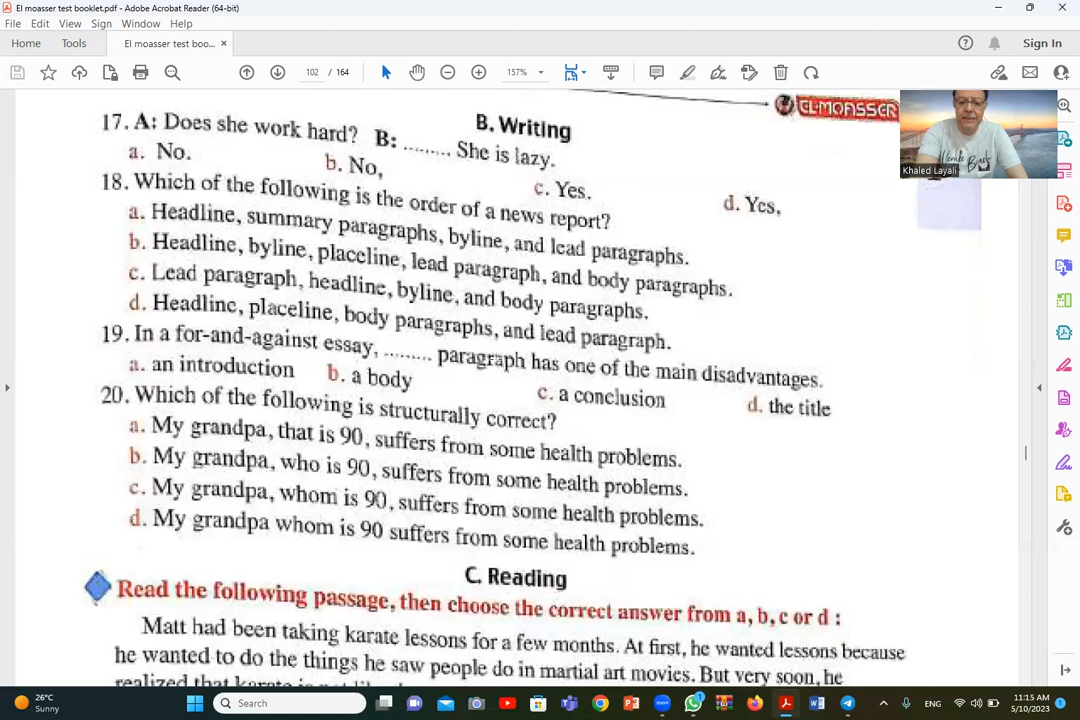 El moasser test booklet.pdf - Adobe Acrobat Reader (64-bit)
File Edit View Sign Window Help
Home Tools El moasser test boo... × Sign In
102 / 164 157%
EL-MOASSER
Khaled Layali
B. Writing
17. A: Does she work hard? B: ......... She is lazy.
a. No. b. No, c. Yes. d. Yes,
18. Which of the following is the order of a news report?
a. Headline, summary paragraphs, byline, and lead paragraphs.
b. Headline, byline, placeline, lead paragraph, and body paragraphs.
c. Lead paragraph, headline, byline, and body paragraphs.
d. Headline, placeline, body paragraphs, and lead paragraph.
19. In a for-and-against essay, ......... paragraph has one of the main disadvantages.
a. an introduction b. a body c. a conclusion d. the title
20. Which of the following is structurally correct?
a. My grandpa, that is 90, suffers from some health problems.
b. My grandpa, who is 90, suffers from some health problems.
c. My grandpa, whom is 90, suffers from some health problems.
d. My grandpa whom is 90 suffers from some health problems.
C. Reading
Read the following passage, then choose the correct answer from a, b, c or d :
Matt had been taking karate lessons for a few months. At first, he wanted lessons because
he wanted to do the things he saw people do in martial art movies. But very soon, he
realized that karate is not
26°C
Sunny
Search
1
ENG
11:15 AM
5/10/2023